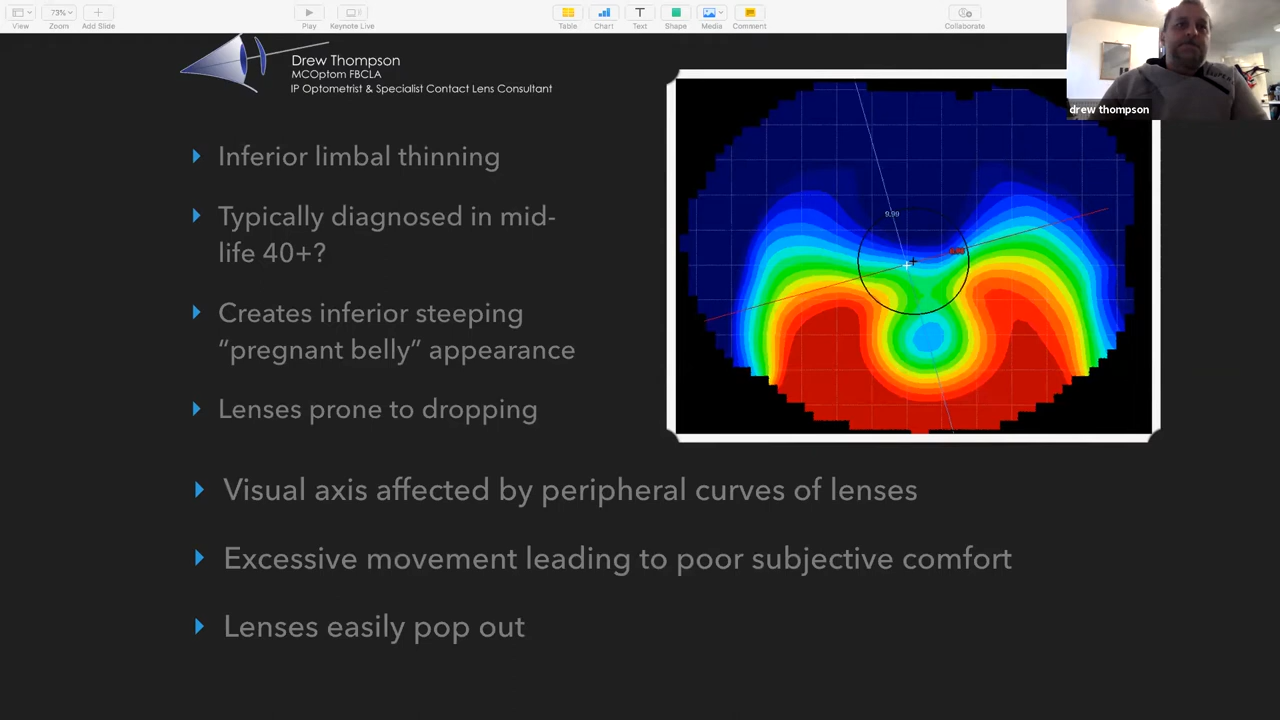 View
73%
Zoom
Add Slide
Play
Keynote Live
Table
Chart
Text
Shape
Media
Comment
Collaborate
drew thompson
Drew Thompson
MCOptom FBCLA
IP Optometrist & Specialist Contact Lens Consultant
Inferior limbal thinning
Typically diagnosed in mid-
life 40+?
Creates inferior steeping
“pregnant belly” appearance
Lenses prone to dropping
9.99
Visual axis affected by peripheral curves of lenses
Excessive movement leading to poor subjective comfort
Lenses easily pop out